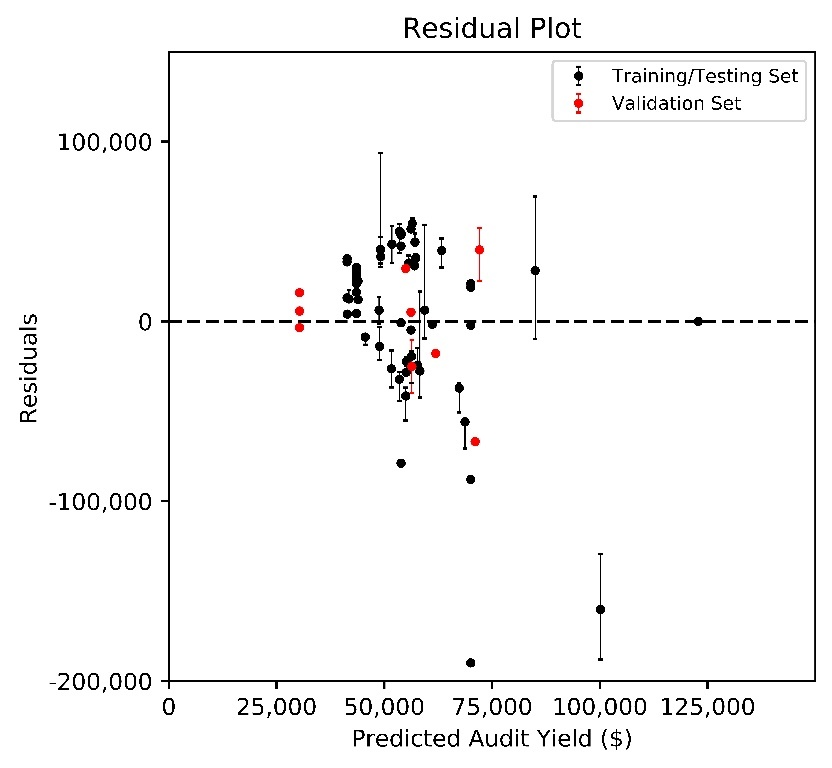 Residual Plot
Training/Testing Set
Validation Set
100,000
0
-100,000
-200,000
Residuals
0
25,000
50,000
75,000
100,000
125,000
Predicted Audit Yield ($)